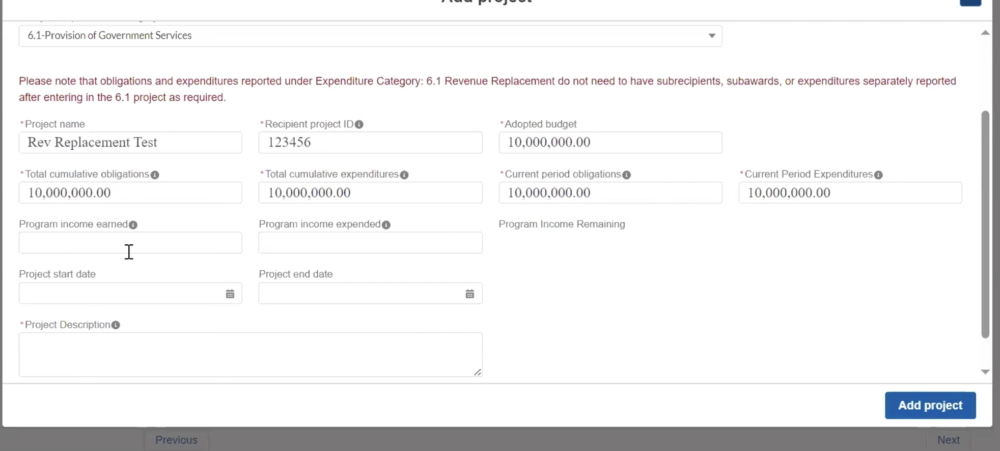 Add project
6.1-Provision of Government Services
Please note that obligations and expenditures reported under Expenditure Category: 6.1 Revenue Replacement do not need to have subrecipients, subawards, or expenditures separately reported
after entering in the 6.1 project as required.
*Project name *Recipient project ID *Adopted budget
Rev Replacement Test 123456 10,000,000.00
*Total cumulative obligations *Total cumulative expenditures *Current period obligations *Current Period Expenditures
10,000,000.00 10,000,000.00 10,000,000.00 10,000,000.00
Program income earned Program income expended Program Income Remaining
Project start date Project end date
*Project Description
Add project
Previous Next